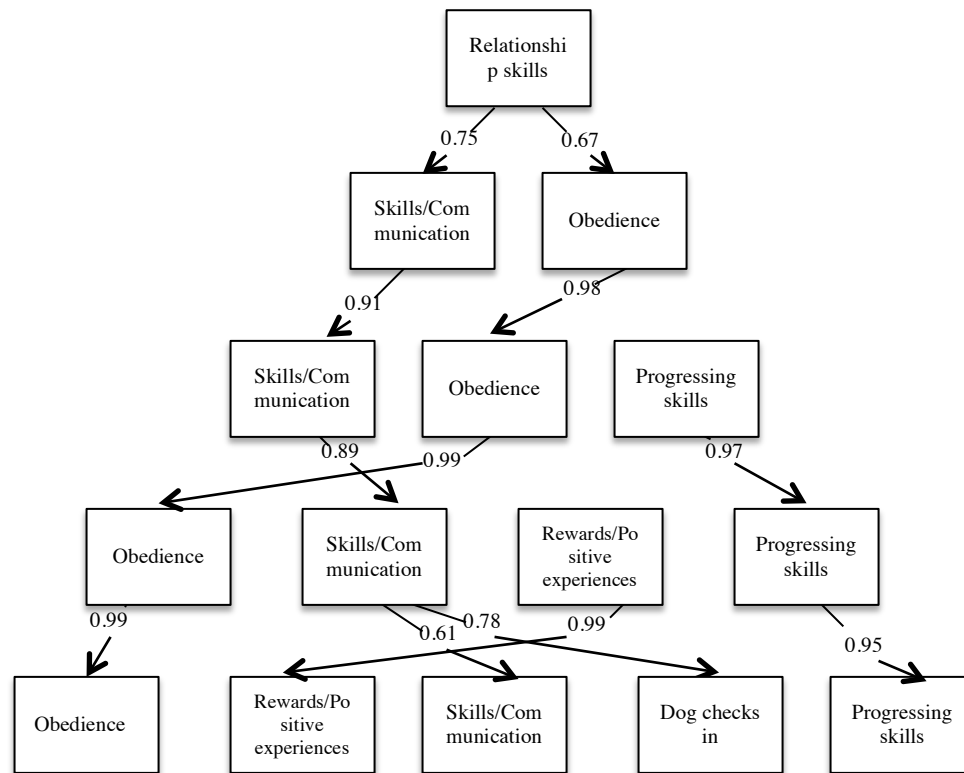 Relationshi
p skills
0.75
0.67
Skills/Com
munication
Obedience
0.91
0.98
Skills/Com
munication
Obedience
Progressing
skills
0.89
0.99
0.97
Obedience
Skills/Com
munication
Rewards/Po
sitive
experiences
Progressing
skills
0.99
0.61
0.78
0.99
0.95
Obedience
Rewards/Po
sitive
experiences
Skills/Com
munication
Dog checks
in
Progressing
skills